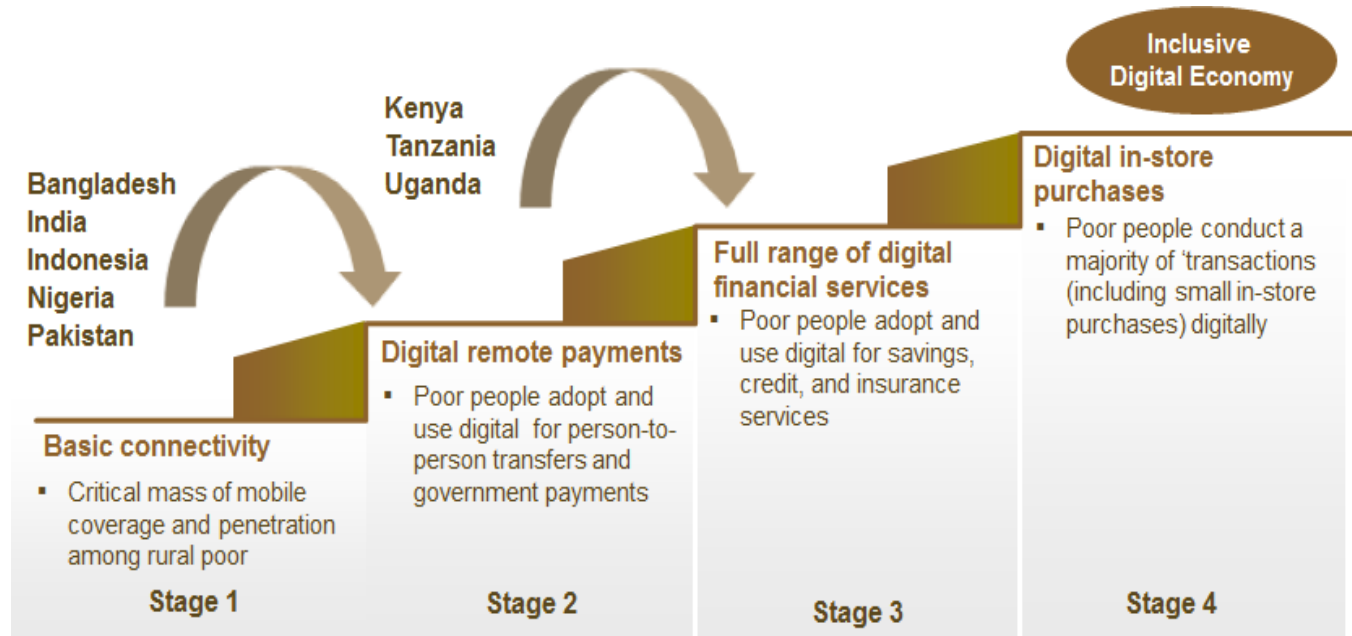 Inclusive
Digital Economy
Kenya
Tanzania
Uganda
Bangladesh
India
Indonesia
Nigeria
Pakistan
Basic connectivity
▪ Critical mass of mobile
coverage and penetration
among rural poor
Stage 1
Digital remote payments
▪ Poor people adopt and
use digital for person-to-
person transfers and
government payments
Stage 2
Full range of digital
financial services
▪ Poor people adopt and
use digital for savings,
credit, and insurance
services
Stage 3
Digital in-store
purchases
▪ Poor people conduct a
majority of ‘transactions
(including small in-store
purchases) digitally
Stage 4